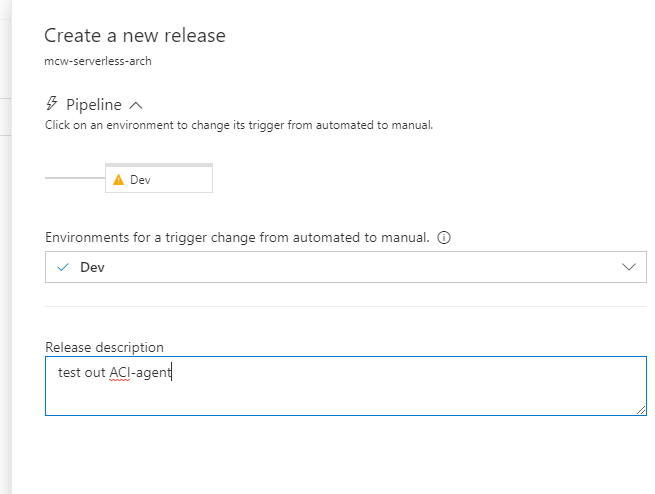 Create a new release
mcw-serverless-arch
Pipeline
Click on an environment to change its trigger from automated to manual.
Dev
Environments for a trigger change from automated to manual.
Dev
Release description
test out ACI-agent